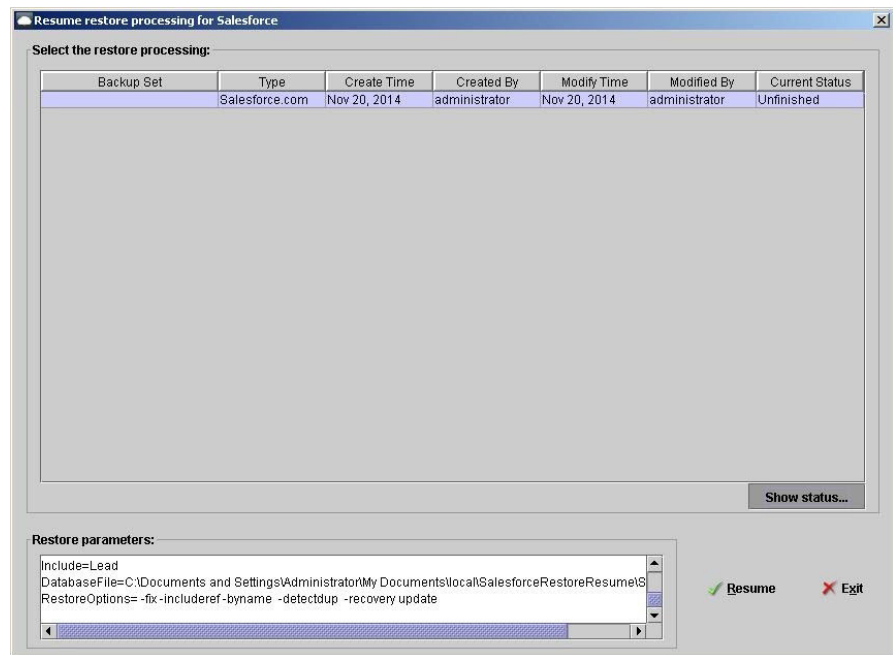 Resume restore processing for Salesforce
Select the restore processing:
Backup Set Type Create Time Created By Modify Time Modified By Current Status
Salesforce.com Nov 20, 2014 administrator Nov 20, 2014 administrator Unfinished
Show status...
Restore parameters:
Include=Lead
DatabaseFile=C:\Documents and Settings\Administrator\My Documents\local\SalesforceRestoreResume\S
RestoreOptions= -fix -includeref -byname -detectdup -recovery update
Resume Exit